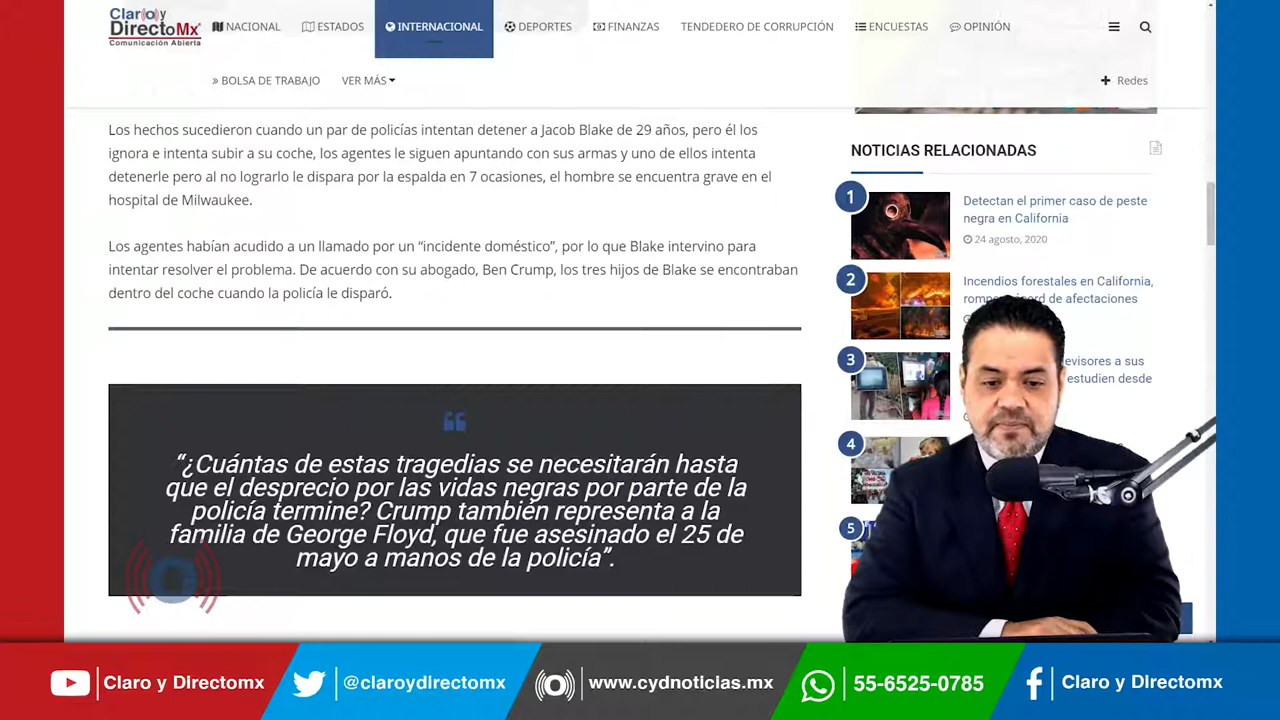 Claro y
DirectoMx
Comunicación Abierta
NACIONAL
ESTADOS
INTERNACIONAL
DEPORTES
FINANZAS
TENDEDERO DE CORRUPCIÓN
ENCUESTAS
OPINIÓN
» BOLSA DE TRABAJO
VER MÁS
+ Redes
Los hechos sucedieron cuando un par de policías intentan detener a Jacob Blake de 29 años, pero él los
ignora e intenta subir a su coche, los agentes le siguen apuntando con sus armas y uno de ellos intenta
detenerle pero al no lograrlo le dispara por la espalda en 7 ocasiones, el hombre se encuentra grave en el
hospital de Milwaukee.
Los agentes habían acudido a un llamado por un “incidente doméstico”, por lo que Blake intervino para
intentar resolver el problema. De acuerdo con su abogado, Ben Crump, los tres hijos de Blake se encontraban
dentro del coche cuando la policía le disparó.
“¿Cuántas de estas tragedias se necesitarán hasta
que el desprecio por las vidas negras por parte de la
policía termine? Crump también representa a la
familia de George Floyd, que fue asesinado el 25 de
mayo a manos de la policía”.
NOTICIAS RELACIONADAS
1
Detectan el primer caso de peste
negra en California
24 agosto, 2020
2
Incendios forestales en California,
de afectaciones
3
a sus
estudien desde
4
5
Claro y DIrectomx
@claroydirectomx
www.cydnoticias.mx
55-6525-0785
Claro y DIrectomx